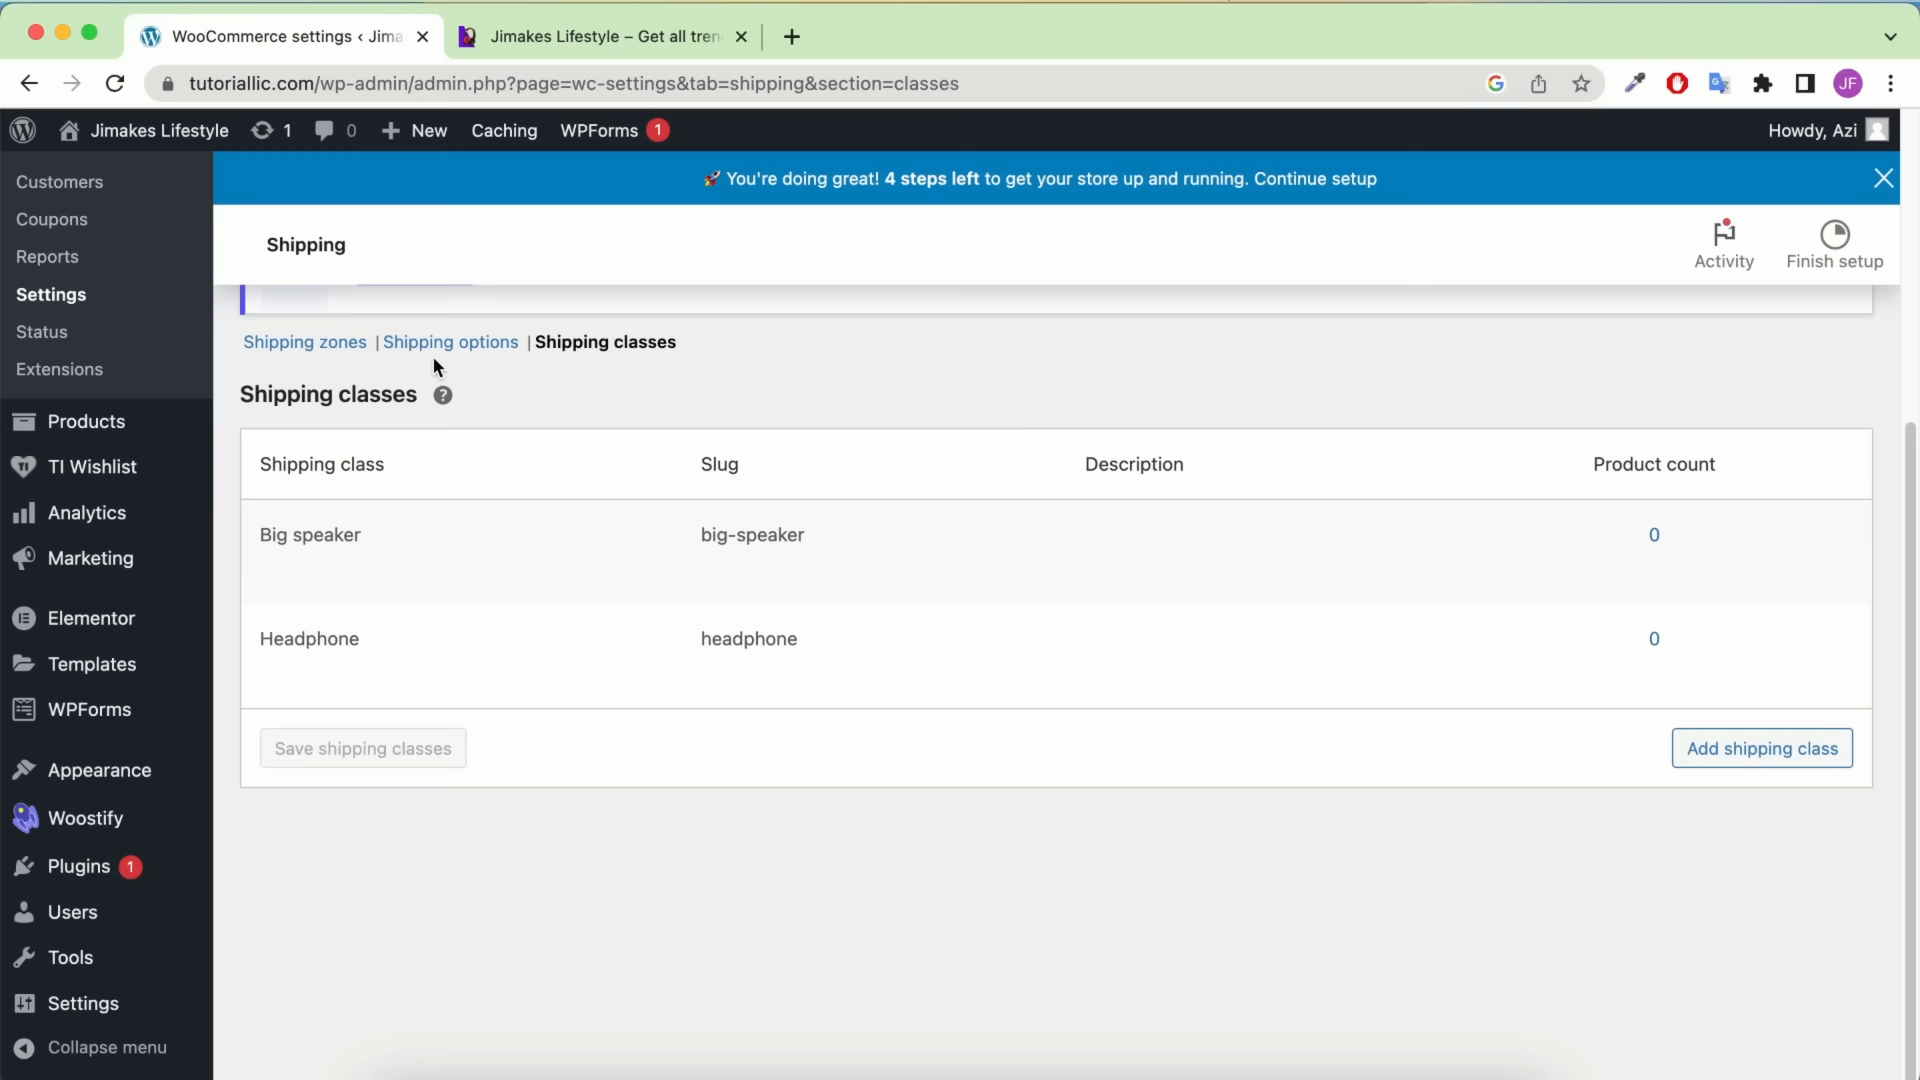 WooCommerce settings ‹ Jima
Jimakes Lifestyle – Get all tren
tutoriallic.com/wp-admin/admin.php?page=wc-settings&tab=shipping&section=classes
JF
Jimakes Lifestyle 1 0 New Caching WPForms 1 Howdy, Azi
🚀 You're doing great! 4 steps left to get your store up and running. Continue setup
Customers
Coupons
Reports
Settings
Status
Extensions
Products
TI Wishlist
Analytics
Marketing
Elementor
Templates
WPForms
Appearance
Woostify
Plugins 1
Users
Tools
Settings
Collapse menu
Shipping
Activity
Finish setup
Shipping zones | Shipping options | Shipping classes
Shipping classes ?
Shipping class Slug Description Product count
Big speaker big-speaker 0
Headphone headphone 0
Save shipping classes Add shipping class